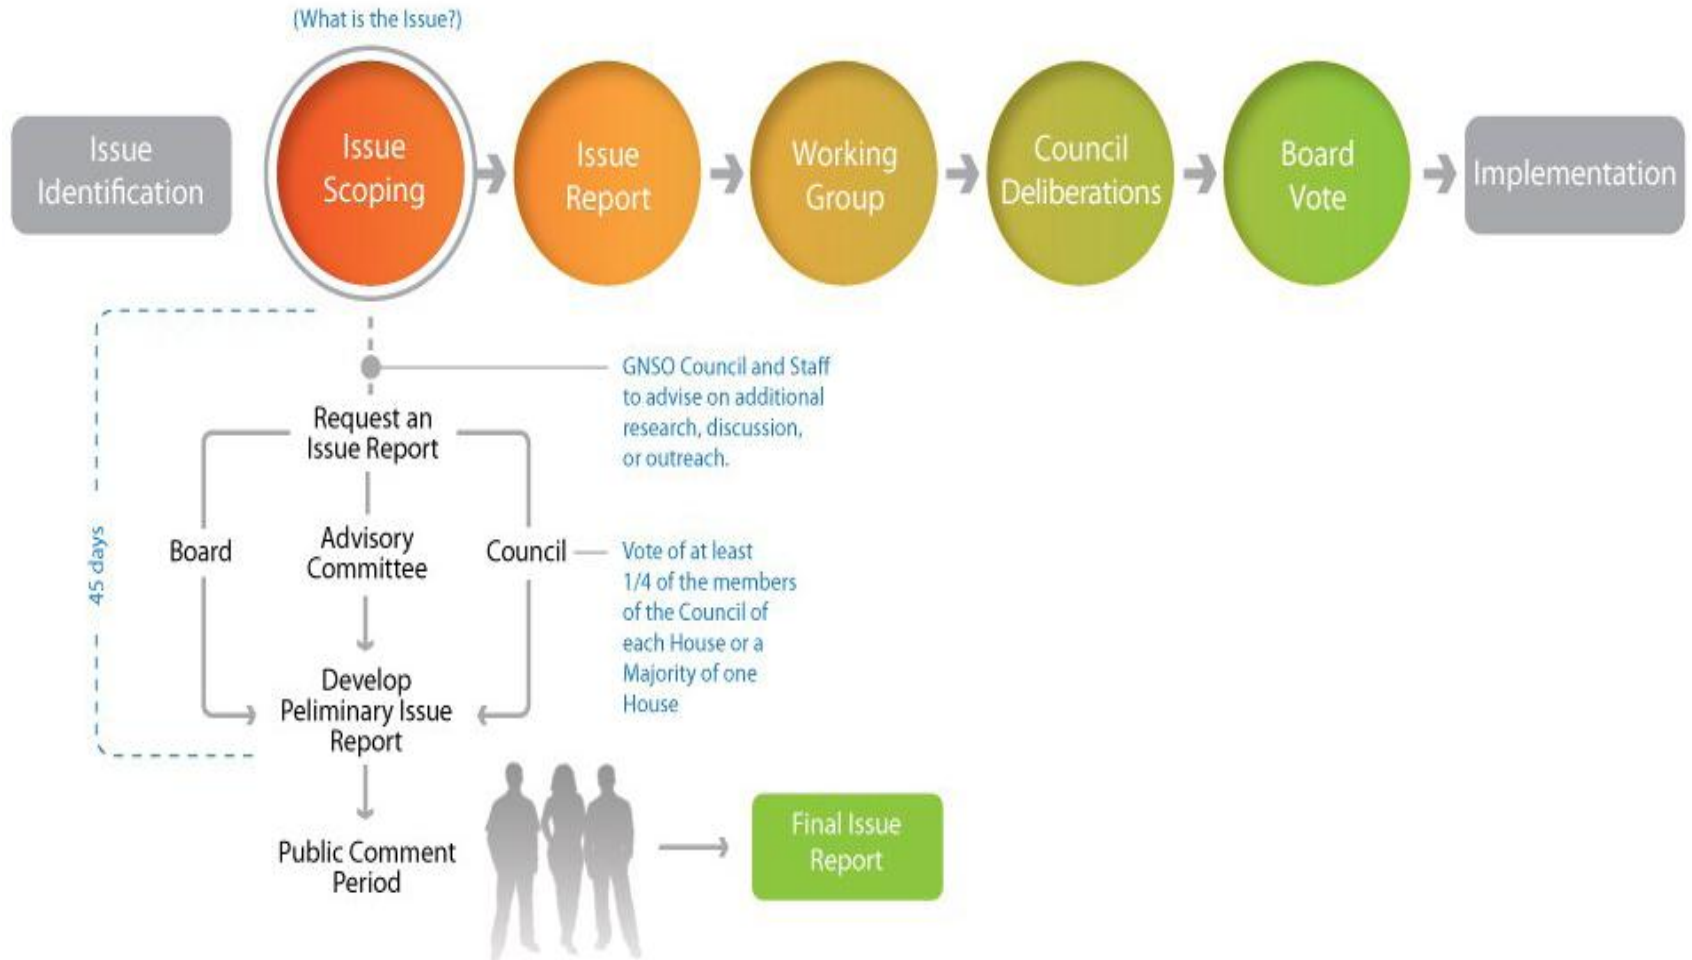 (What is the Issue?)
Issue
Identification
Issue
Scoping
Issue
Report
Working
Group
Council
Deliberations
Board
Vote
Implementation
GNSO Council and Staff
to advise on additional
research, discussion,
or outreach.
Request an
Issue Report
45 days
Board
Advisory
Committee
Council
Vote of at least
1/4 of the members
of the Council of
each House or a
Majority of one
House
Develop
Peliminary Issue
Report
Public Comment
Period
Final Issue
Report